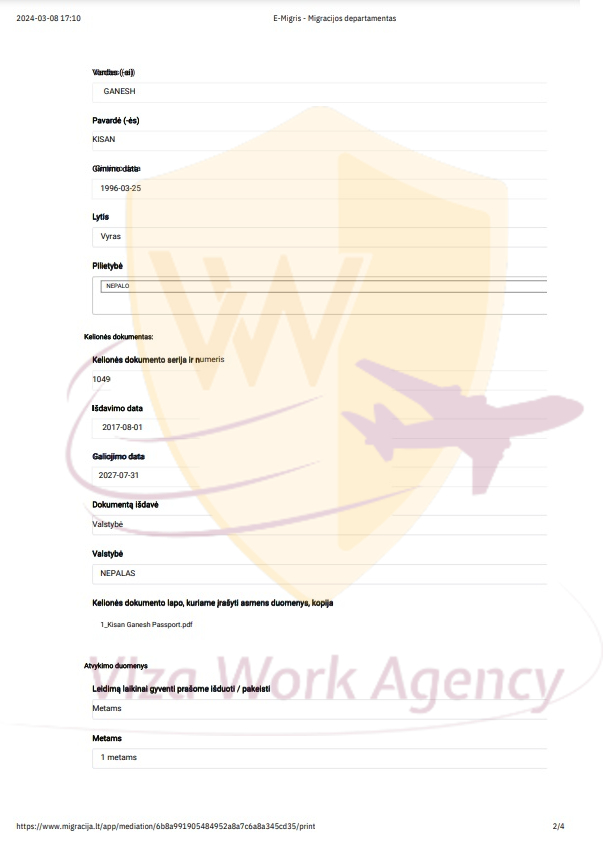 2024-03-08 17:10
E-Migris - Migracijos departamentas
GANESH
Pavardė (-ės)
KISAN
Gimimo data
1996-03-25
Lytis
Vyras
Pilietybė
NEPALO
Kelionės dokumentas:
Kelionės dokumento serija ir numeris
1049
Išdavimo data
2017-08-01
Galiojimo data
2027-07-31
Dokumentą išdavė
Valstybė
Valstybė
NEPALAS
Kelionės dokumento lapo, kuriame įrašyti asmens duomenys, kopija
1_Kisan Ganesh Passport.pdf
Atvykimo duomenys
VIza Work Agency
Leidimą laikinai gyventi prašome išduoti / pakeisti
Metams
Metams
1 metams
https://www.migracija.lt/app/mediation/6b8a991905484952a8a7c6a8a345cd35/print
2/4